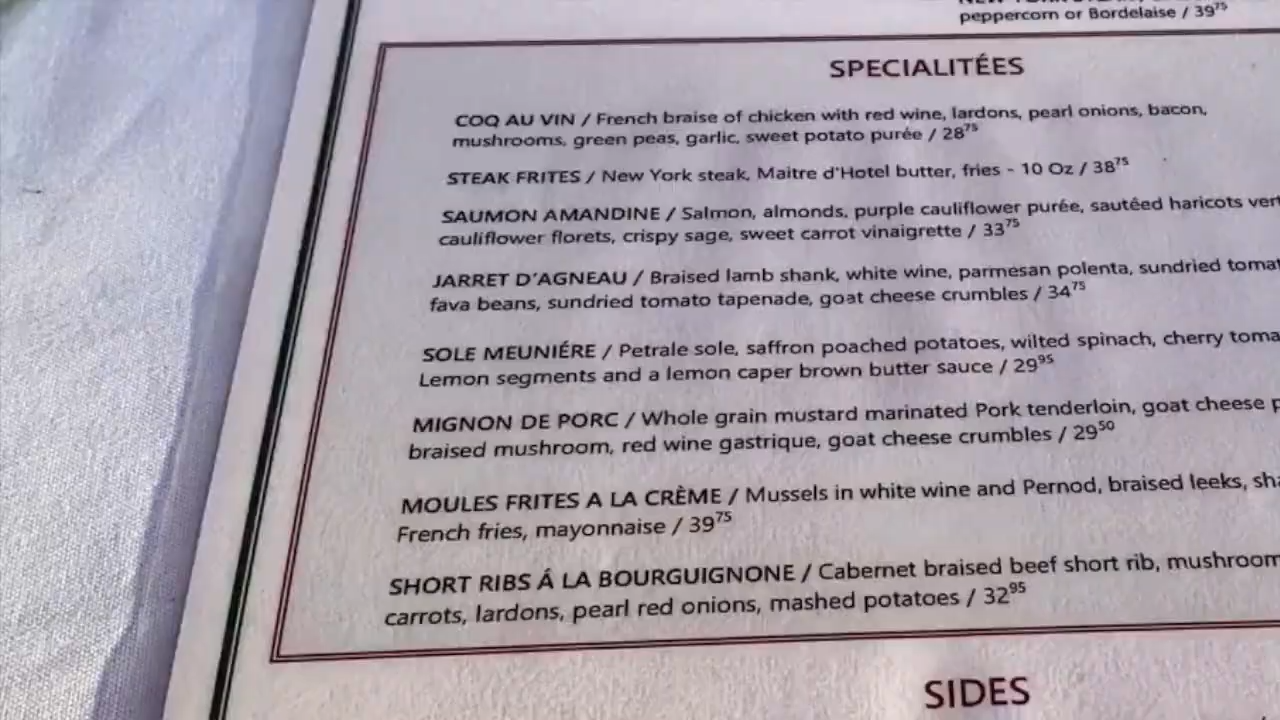 peppercorn or Bordelaise / 39⁷⁵
SPECIALITÉES
COQ AU VIN / French braise of chicken with red wine, lardons, pearl onions, bacon,
mushrooms, green peas, garlic, sweet potato purée / 28⁷⁵
STEAK FRITES / New York steak, Maitre d'Hotel butter, fries - 10 Oz / 38⁷⁵
SAUMON AMANDINE / Salmon, almonds, purple cauliflower purée, sautéed haricots vert
cauliflower florets, crispy sage, sweet carrot vinaigrette / 33⁷⁵
JARRET D'AGNEAU / Braised lamb shank, white wine, parmesan polenta, sundried
fava beans, sundried tomato tapenade, goat cheese crumbles / 34⁷⁵
SOLE MEUNIÉRE / Petrale sole, saffron poached potatoes, wilted spinach, cherry
Lemon segments and a lemon caper brown butter sauce / 29⁹⁵
MIGNON DE PORC / Whole grain mustard marinated Pork tenderloin, goat cheese
braised mushroom, red wine gastrique, goat cheese crumbles / 29⁵⁰
MOULES FRITES A LA CRÈME / Mussels in white wine and Pernod, braised leeks,
French fries, mayonnaise / 39⁷⁵
SHORT RIBS Á LA BOURGUIGNONE / Cabernet braised beef short rib, mushroom
carrots, lardons, pearl red onions, mashed potatoes / 32⁹⁵
SIDES